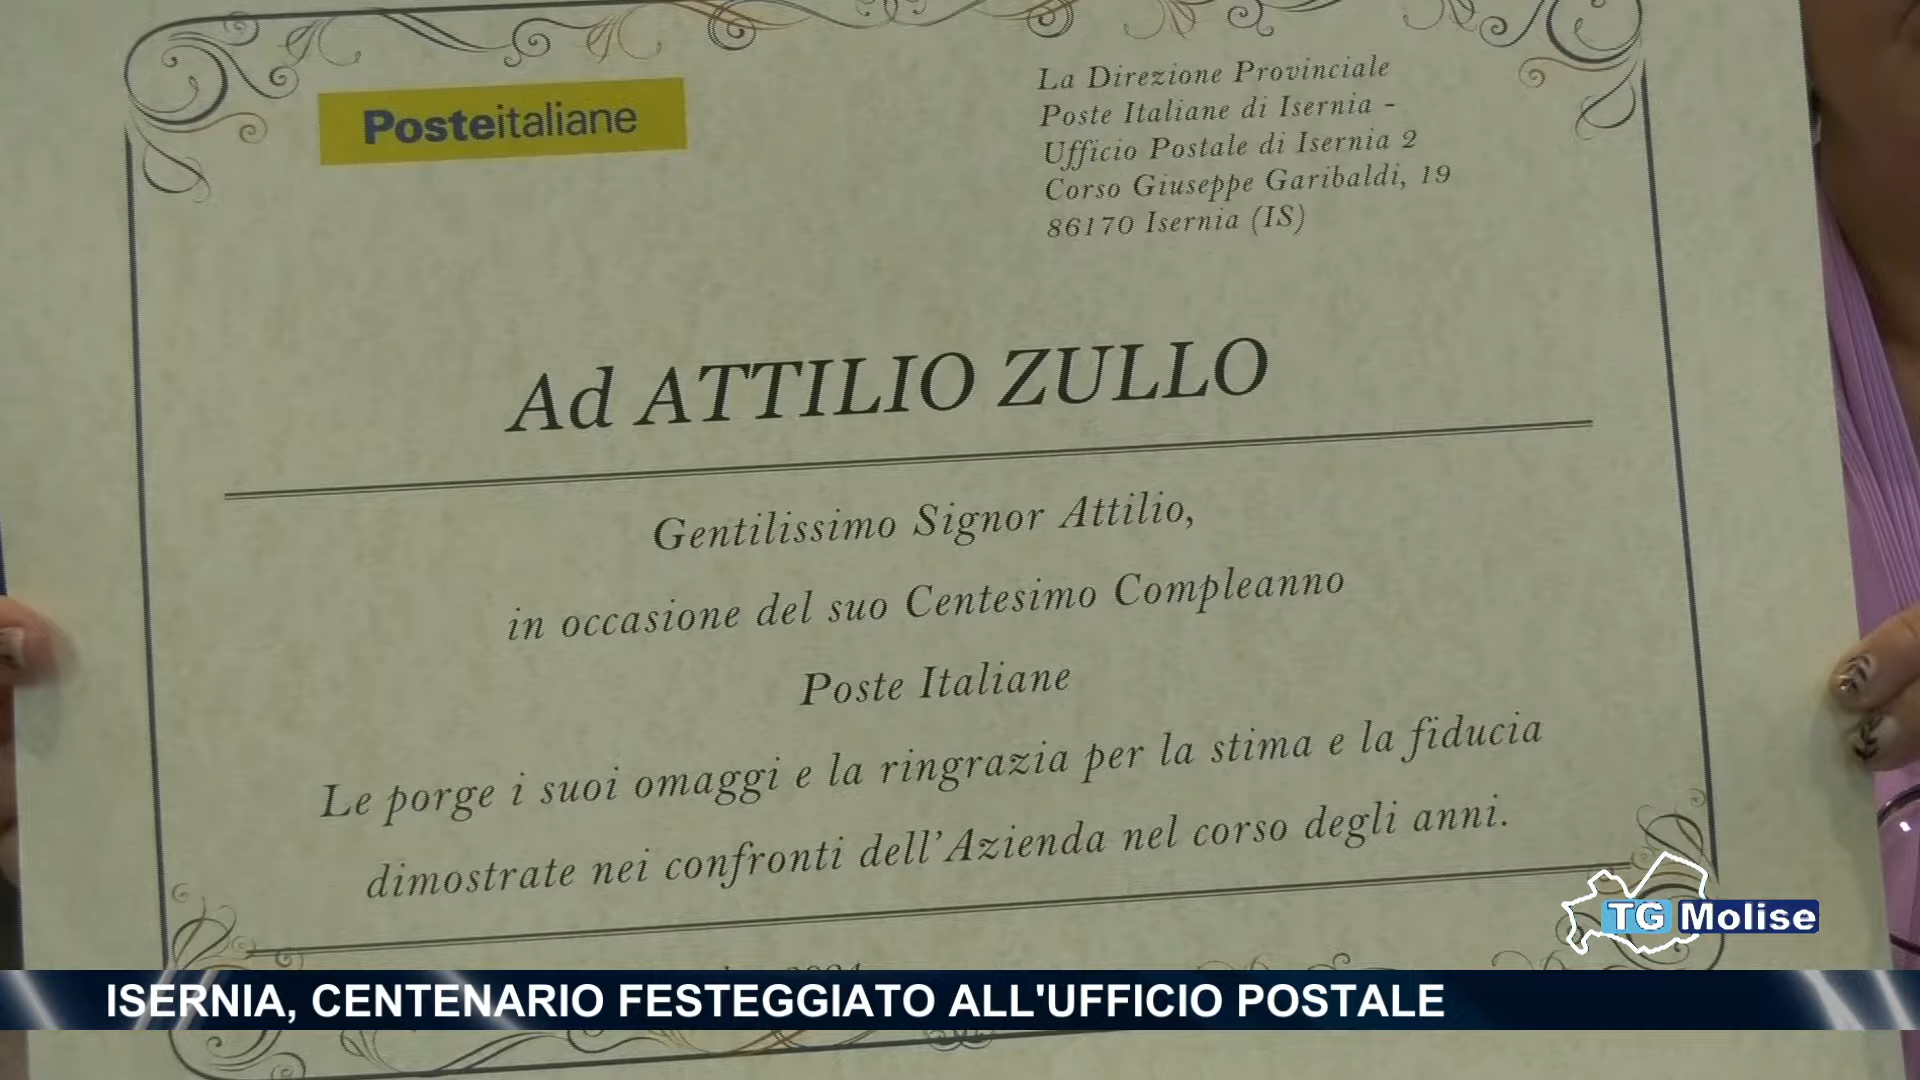 Posteitaliane
La Direzione Provinciale
Poste Italiane di Isernia -
Ufficio Postale di Isernia 2
Corso Giuseppe Garibaldi, 19
86170 Isernia (IS)
Ad ATTILIO ZULLO
Gentilissimo Signor Attilio,
in occasione del suo Centesimo Compleanno
Poste Italiane
Le porge i suoi omaggi e la ringrazia per la stima e la fiducia
dimostrate nei confronti dell'Azienda nel corso degli anni.
TG Molise
ISERNIA, CENTENARIO FESTEGGIATO ALL'UFFICIO POSTALE